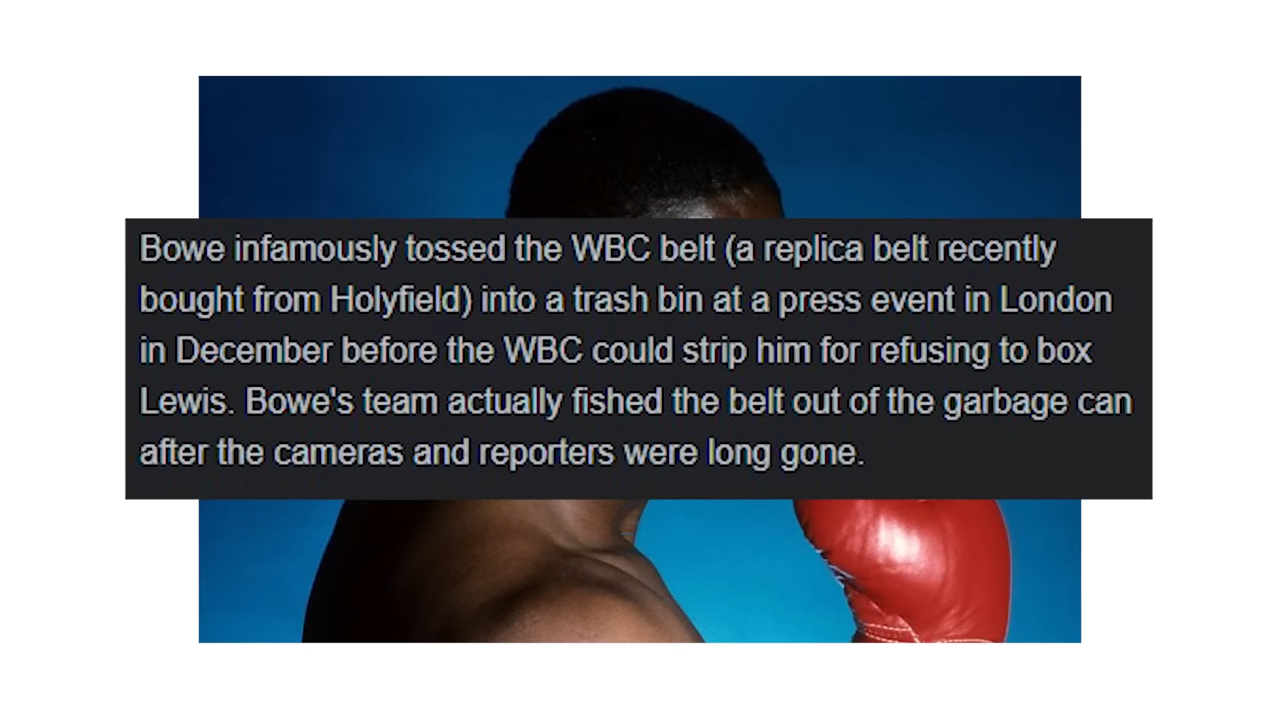 Bowe infamously tossed the WBC belt (a replica belt recently
bought from Holyfield) into a trash bin at a press event in London
in December before the WBC could strip him for refusing to box
Lewis. Bowe's team actually fished the belt out of the garbage can
after the cameras and reporters were long gone.